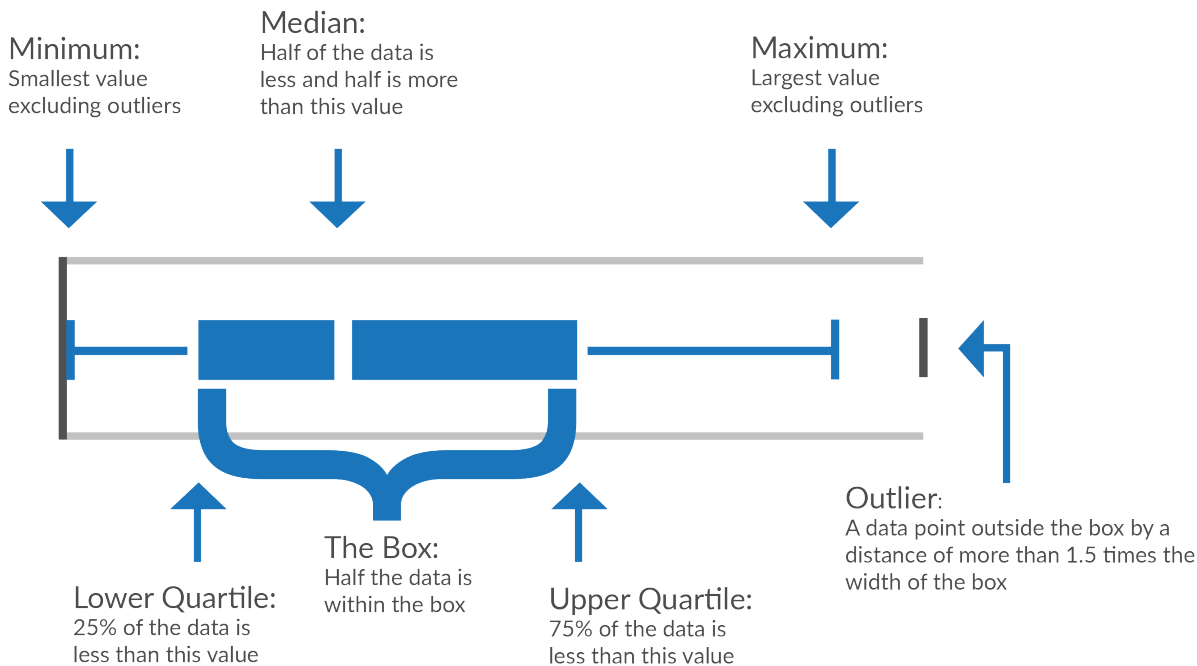 Minimum:
Smallest value
excluding outliers
Median:
Half of the data is
less and half is more
than this value
Maximum:
Largest value
excluding outliers
Lower Quartile:
25% of the data is
less than this value
The Box:
Half the data is
within the box
Upper Quartile:
75% of the data is
less than this value
Outlier:
A data point outside the box by a
distance of more than 1.5 times the
width of the box